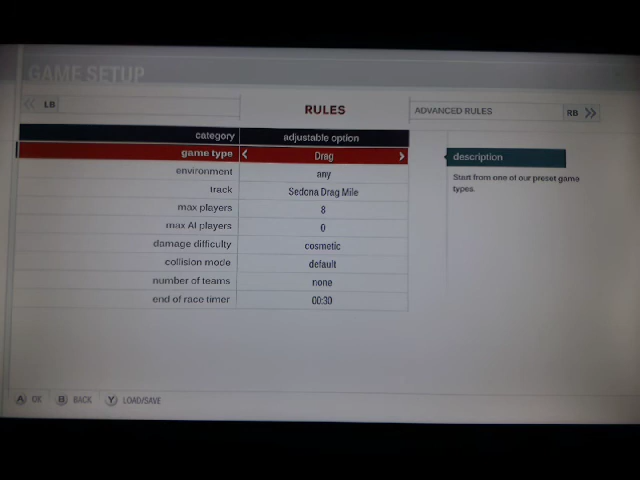 GAME SETUP
LB
RULES
ADVANCED RULES
RB
category adjustable option
game type Drag
environment any
track Sedona Drag Mile
max players 8
max AI players 0
damage difficulty cosmetic
collision mode default
number of teams none
end of race timer 00:30
description
Start from one of our preset game
types.
A OK B BACK Y LOAD/SAVE